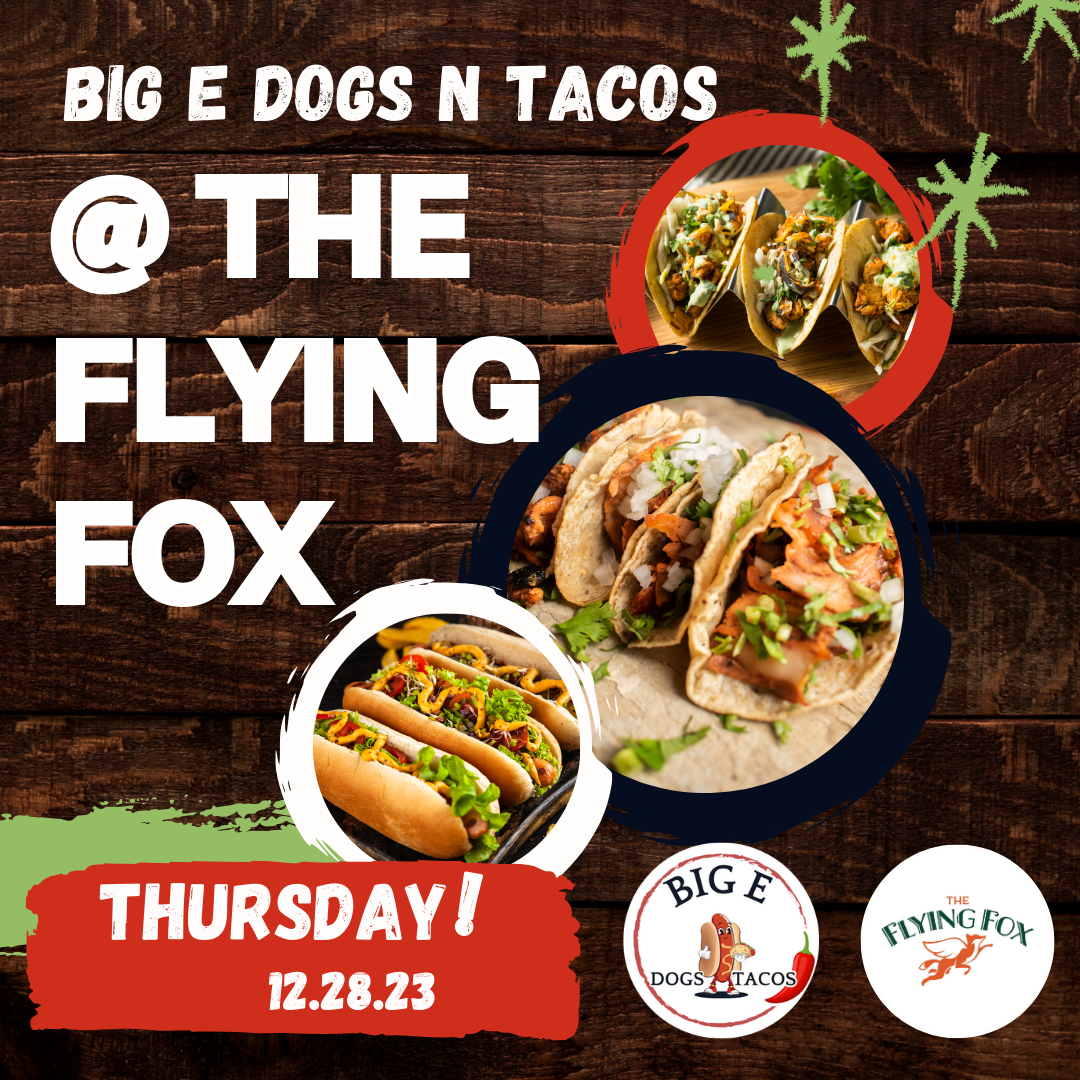 BIG E DOGS N TACOS
@ THE
FLYING
FOX
THURSDAY!
12.28.23
BIG E
DOGS TACOS
THE
FLYING FOX